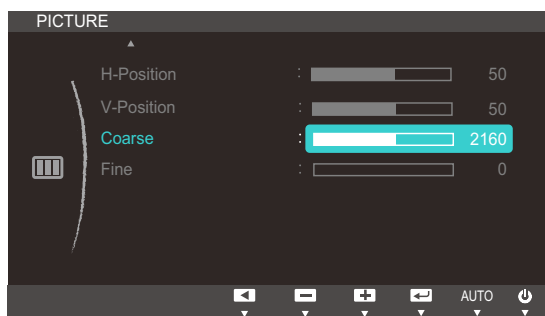 PICTURE
H-Position : 50
V-Position : 50
Coarse : 2160
Fine : 0
AUTO